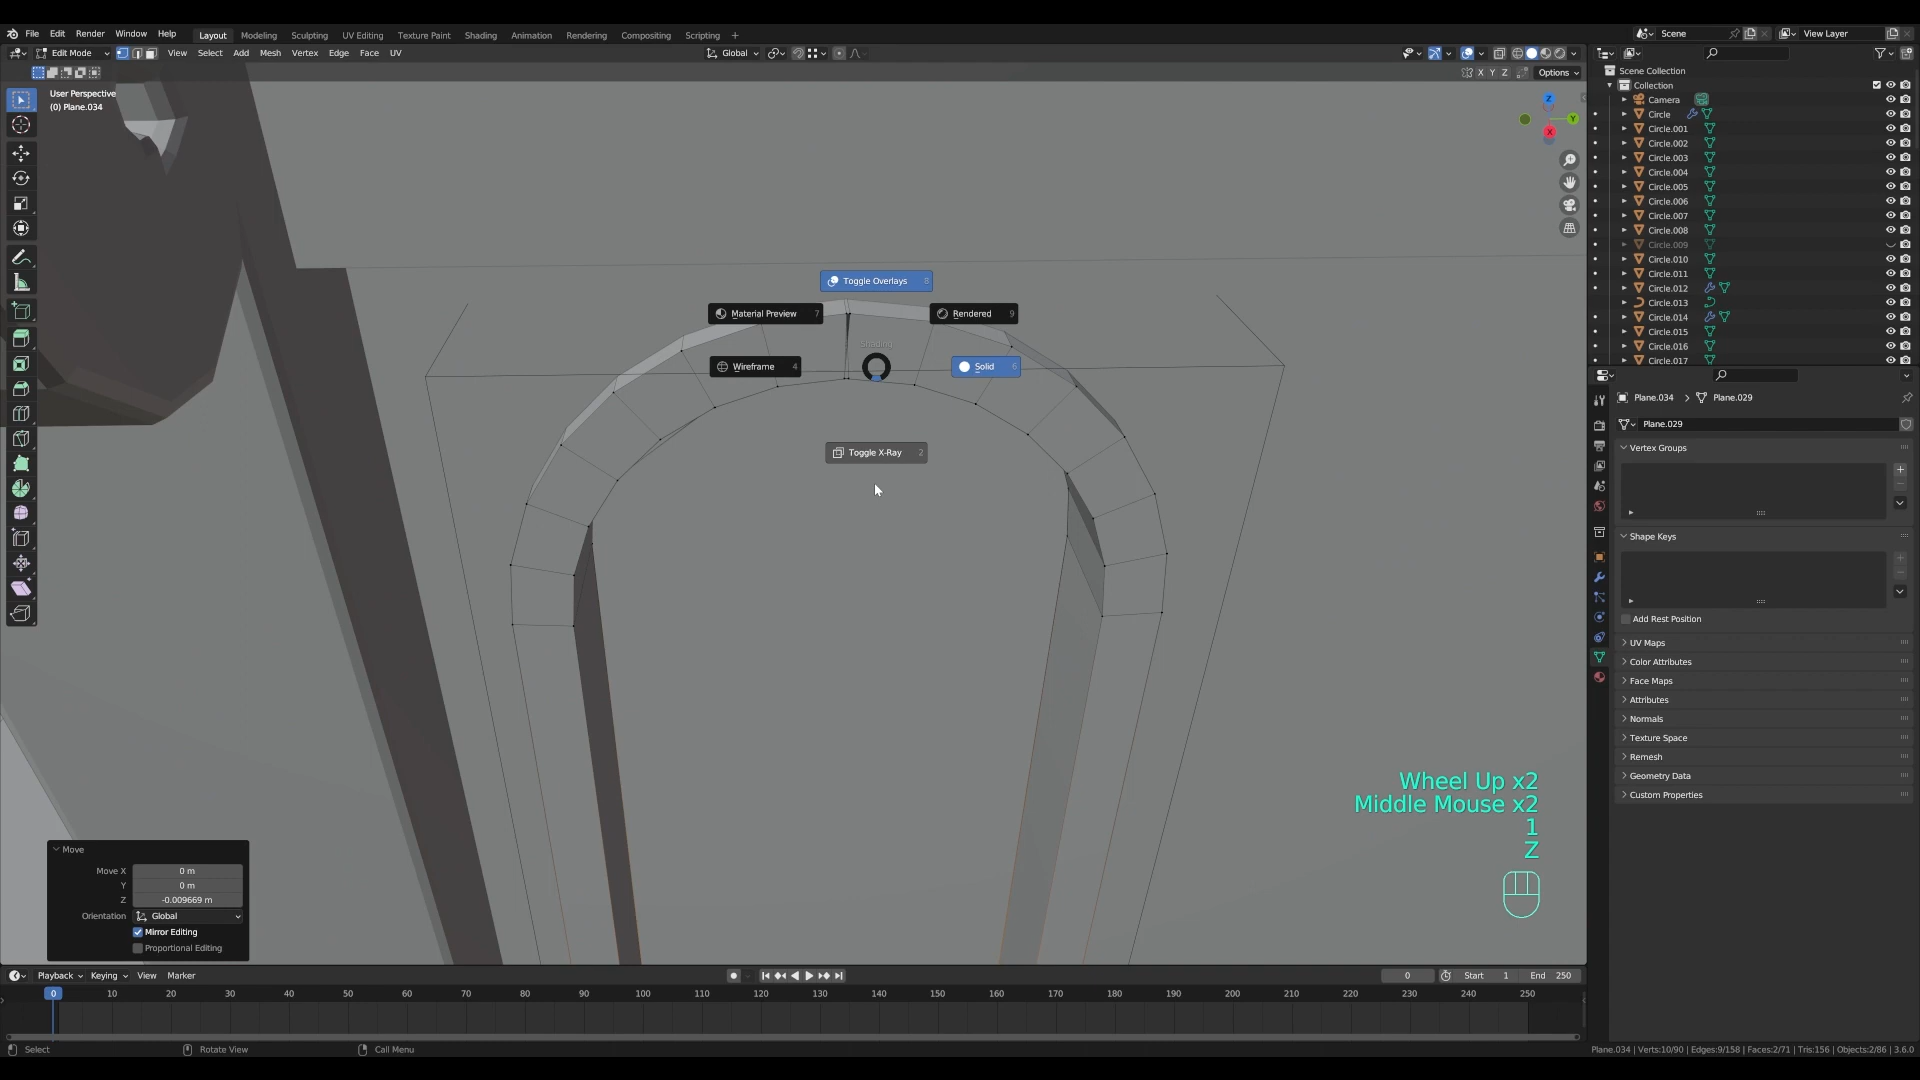 File Edit Render Window Help Layout Modeling Sculpting UV Editing Texture Paint Shading Animation Rendering Compositing Scripting + Scene View Layer
Edit Mode View Select Add Mesh Vertex Edge Face UV Global
X Y Z Options
User Perspective
(0) Plane.034
Z
Y
X
Scene Collection
Collection
Camera
Circle
Circle.001
Circle.002
Circle.003
Circle.004
Circle.005
Circle.006
Circle.007
Circle.008
Circle.009
Circle.010
Circle.011
Circle.012
Circle.013
Circle.014
Circle.015
Circle.016
Circle.017
Toggle Overlays 8
Material Preview 7
Rendered 9
Shading
Wireframe 4
Solid 6
Toggle X-Ray 2
Plane.034 > Plane.029
Plane.029
Vertex Groups
Shape Keys
Add Rest Position
UV Maps
Color Attributes
Face Maps
Attributes
Normals
Texture Space
Remesh
Geometry Data
Custom Properties
Wheel Up x2
Middle Mouse x2
1
Z
Move
Move X 0 m
Y 0 m
Z -0.009669 m
Orientation Global
Mirror Editing
Proportional Editing
Playback Keying View Marker 0 Start 1 End 250
0 10 20 30 40 50 60 70 80 90 100 110 120 130 140 150 160 170 180 190 200 210 220 230 240 250
Select Rotate View Call Menu Plane.034 | Verts:10/90 | Edges:9/158 | Faces:2/71 | Tris:156 | Objects:2/86 | 3.6.0